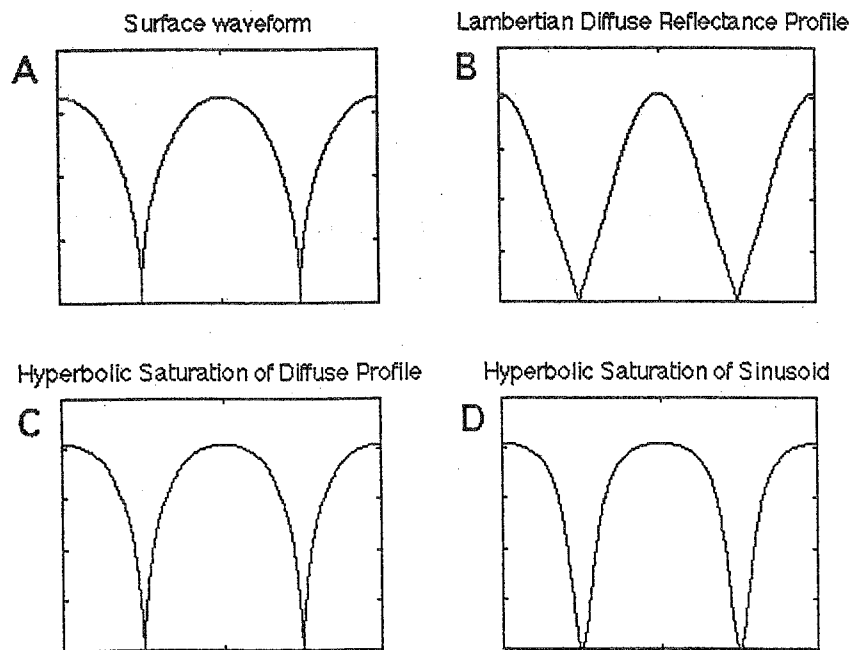 Surface waveform
A
Lambertian Diffuse Reflectance Profile
B
Hyperbolic Saturation of Diffuse Profile
C
Hyperbolic Saturation of Sinusoid
D